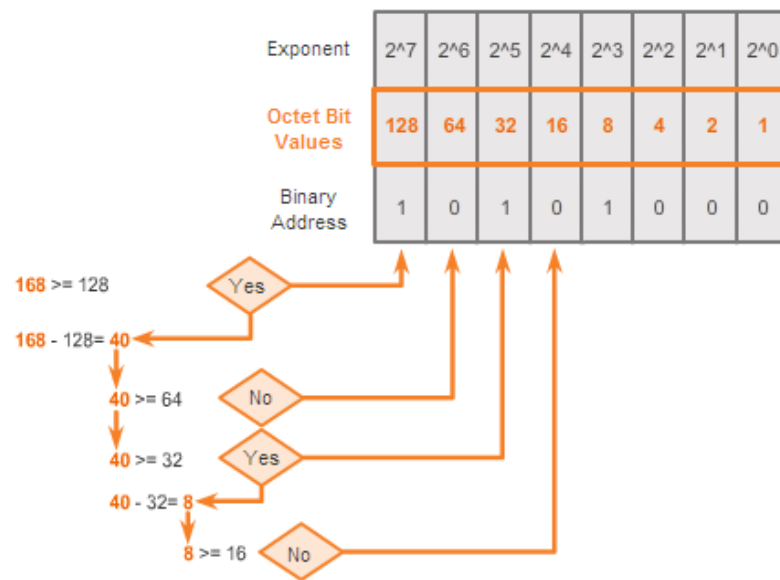 Exponent 2^7 2^6 2^5 2^4 2^3 2^2 2^1 2^0
Octet Bit
Values
128 64 32 16 8 4 2 1
Binary
Address
1 0 1 0 1 0 0 0
168 >= 128 Yes
168 - 128= 40
40 >= 64 No
40 >= 32 Yes
40 - 32= 8
8 >= 16 No